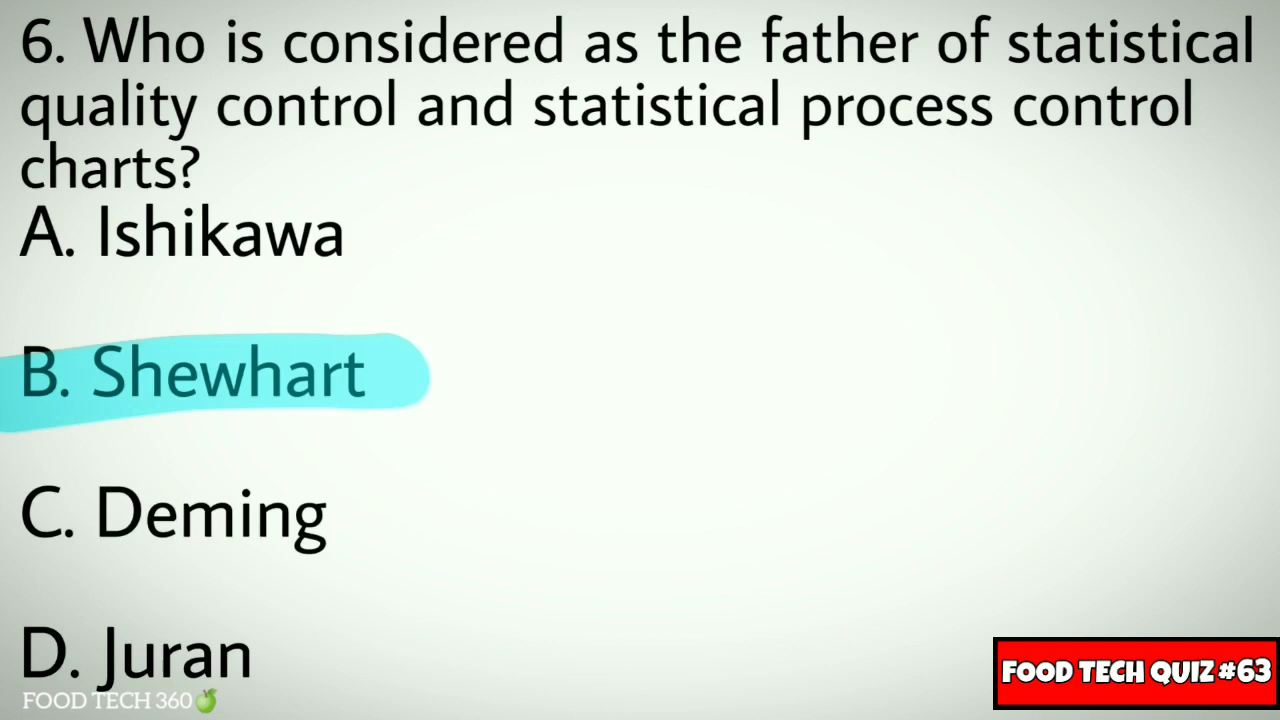 6. Who is considered as the father of statistical
quality control and statistical process control
charts?
A. Ishikawa
B. Shewhart
C. Deming
D. Juran
FOOD TECH 360
FOOD TECH QUIZ #63